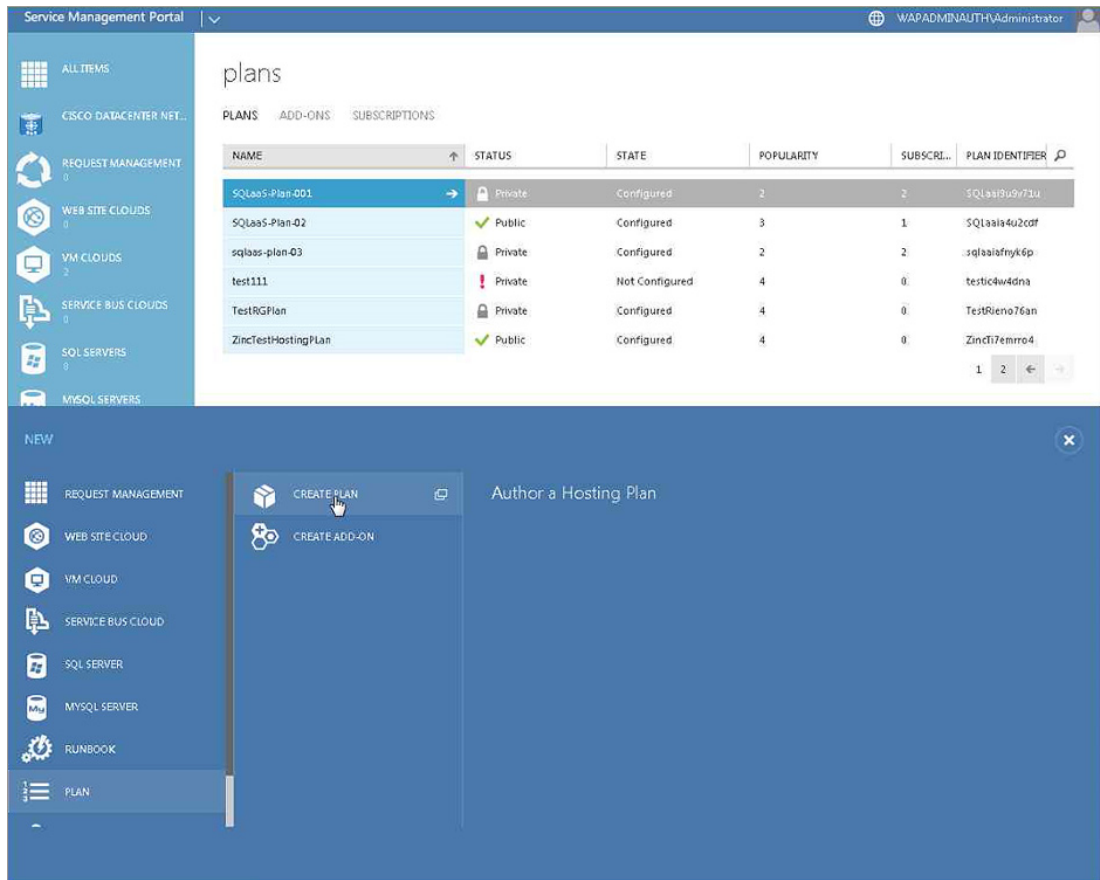 Service Management Portal
WAPADMINAUTH\Administrator
ALL ITEMS
CISCO DATACENTER NET...
REQUEST MANAGEMENT
0
WEB SITE CLOUDS
0
VM CLOUDS
2
SERVICE BUS CLOUDS
0
SQL SERVERS
0
MYSQL SERVERS
plans
PLANS ADD-ONS SUBSCRIPTIONS
NAME STATUS STATE POPULARITY SUBSCRI... PLAN IDENTIFIER
SQLaaS-Plan-001 Private Configured 2 2 SQLaai9u9v71u
SQLaaS-Plan-02 Public Configured 3 1 SQLaaia4u2cdf
sqlaas-plan-03 Private Configured 2 2 sqlaaiafnyk6p
test111 Private Not Configured 4 0 testic4w4dna
TestRGPlan Private Configured 4 0 TestRieno76an
ZincTestHostingPLan Public Configured 4 0 ZincTi7emrro4
1 2
NEW
REQUEST MANAGEMENT
WEB SITE CLOUD
VM CLOUD
SERVICE BUS CLOUD
SQL SERVER
My
MYSQL SERVER
RUNBOOK
PLAN
CREATE PLAN
CREATE ADD-ON
Author a Hosting Plan